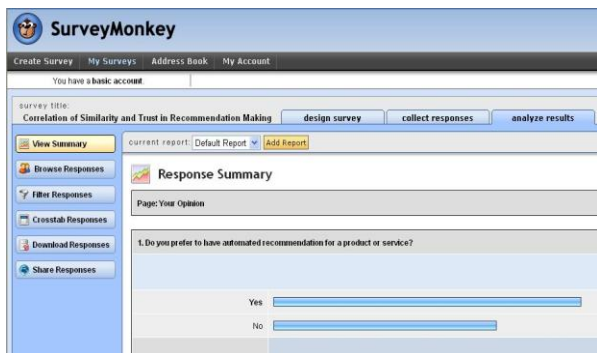 SurveyMonkey
Create Survey My Surveys Address Book My Account
You have a basic account.
survey title:
Correlation of Similarity and Trust in Recommendation Making design survey collect responses analyze results
View Summary current report: Default Report Add Report
Browse Responses Response Summary
Filter Responses Page: Your Opinion
Crosstab Responses
Download Responses 1. Do you prefer to have automated recommendation for a product or service?
Share Responses
Yes
No